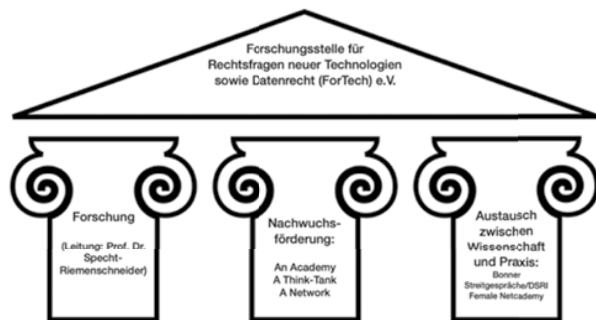 Forschungsstelle für
Rechtsfragen neuer Technologien
sowie Datenrecht (ForTech) e.V.
Forschung
(Leitung: Prof. Dr.
Specht-
Riemenschneider)
Nachwuchs-
förderung:
An Academy
A Think-Tank
A Network
Austausch
zwischen
Wissenschaft
und Praxis:
Bonner
Streitgespräche/DSRI
Female Netcademy